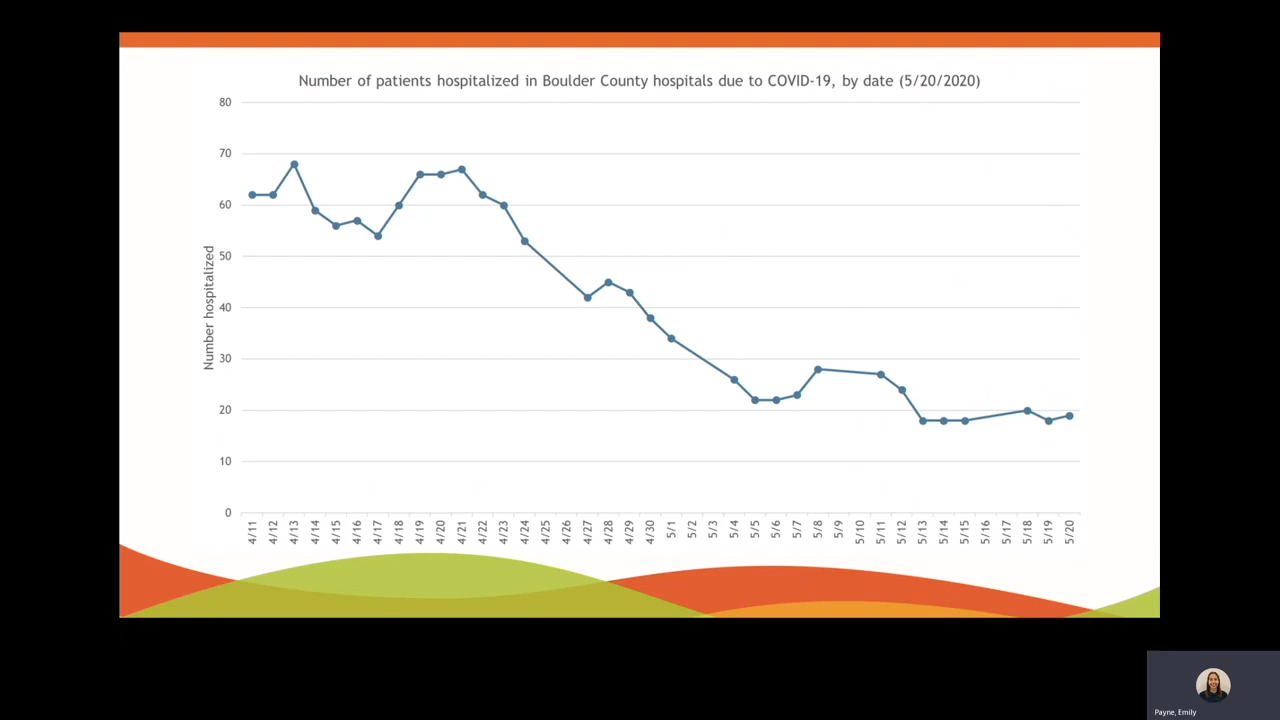 Number of patients hospitalized in Boulder County hospitals due to COVID-19, by date (5/20/2020)
80
70
60
50
40
30
20
10
0
Number hospitalized
4/11 4/12 4/13 4/14 4/15 4/16 4/17 4/18 4/19 4/20 4/21 4/22 4/23 4/24 4/25 4/26 4/27 4/28 4/29 4/30 5/1 5/2 5/3 5/4 5/5 5/6 5/7 5/8 5/9 5/10 5/11 5/12 5/13 5/14 5/15 5/16 5/17 5/18 5/19 5/20
Payne, Emily